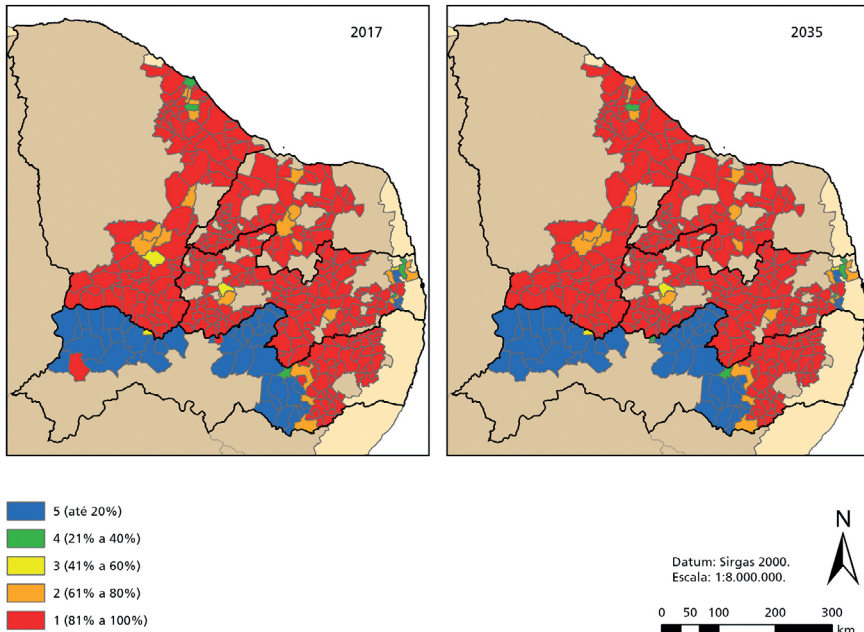 2017
2035
5 (até 20%)
4 (21% a 40%)
3 (41% a 60%)
2 (61% a 80%)
1 (81% a 100%)
N
Datum: Sirgas 2000.
Escala: 1:8.000.000.
0 50 100 200 300
km